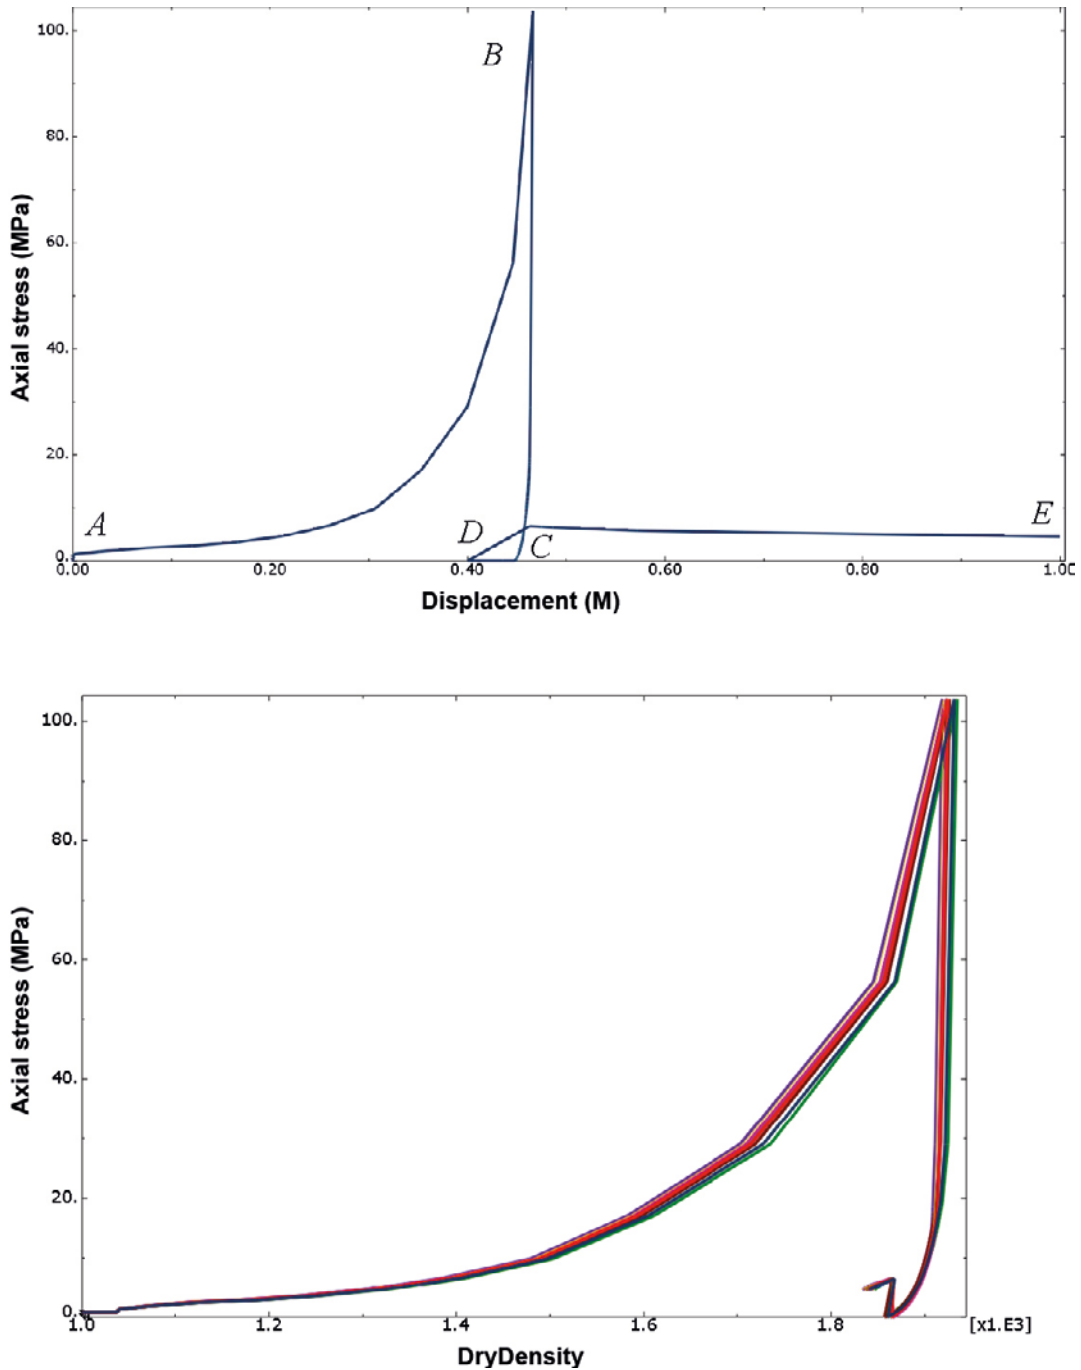 100.
80.
60.
40.
20.
0.
Axial stress (MPa)
A
B
C
D
E
0.00
0.20
0.40
0.60
0.80
1.00
Displacement (M)
100.
80.
60.
40.
20.
0.
Axial stress (MPa)
1.0
1.2
1.4
1.6
1.8
[x1.E3]
DryDensity